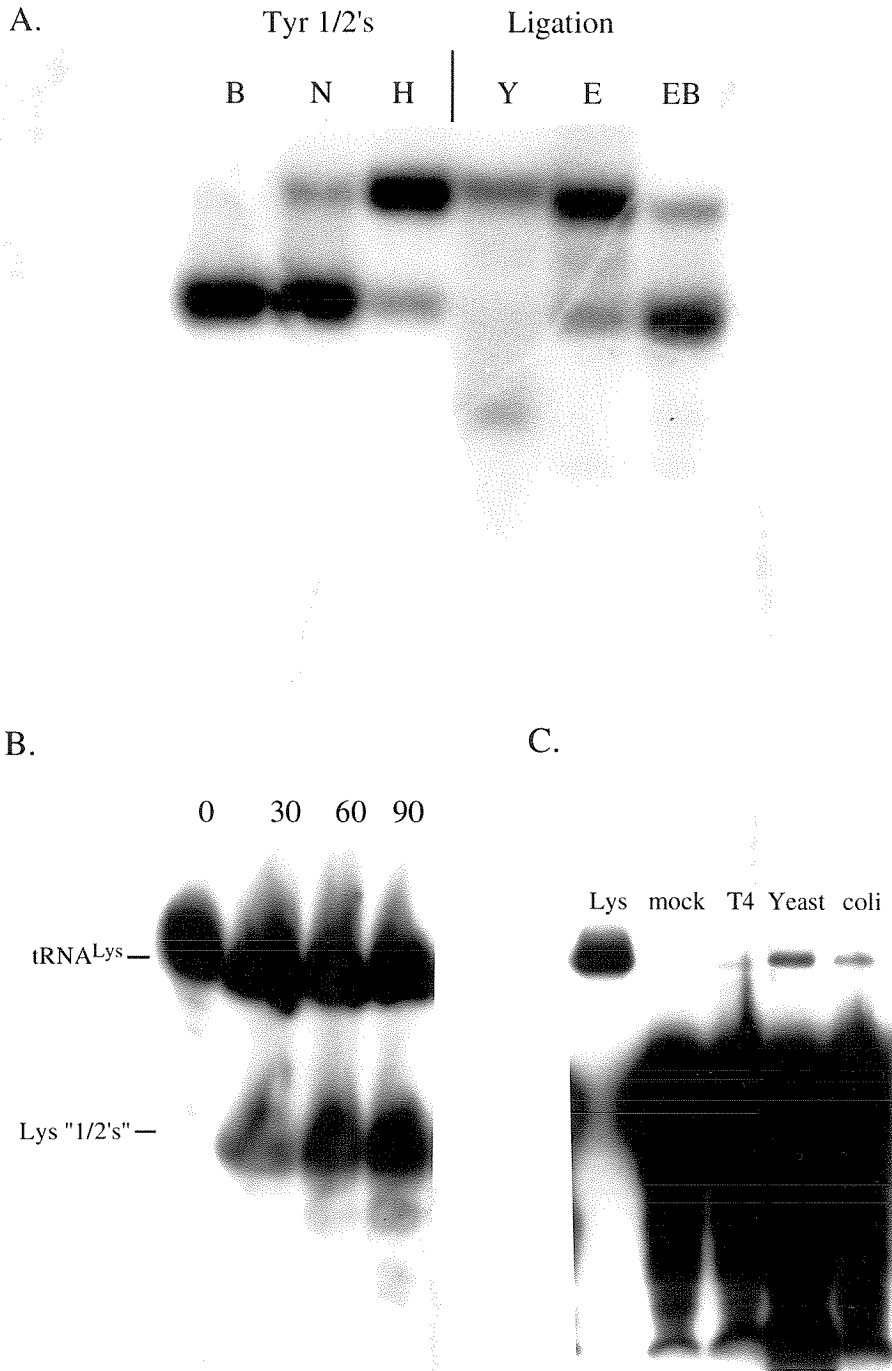 A.
Tyr 1/2's Ligation
B N H Y E EB
B.
0 30 60 90
tRNALys
Lys "1/2's"
C.
Lys mock T4 Yeast coli